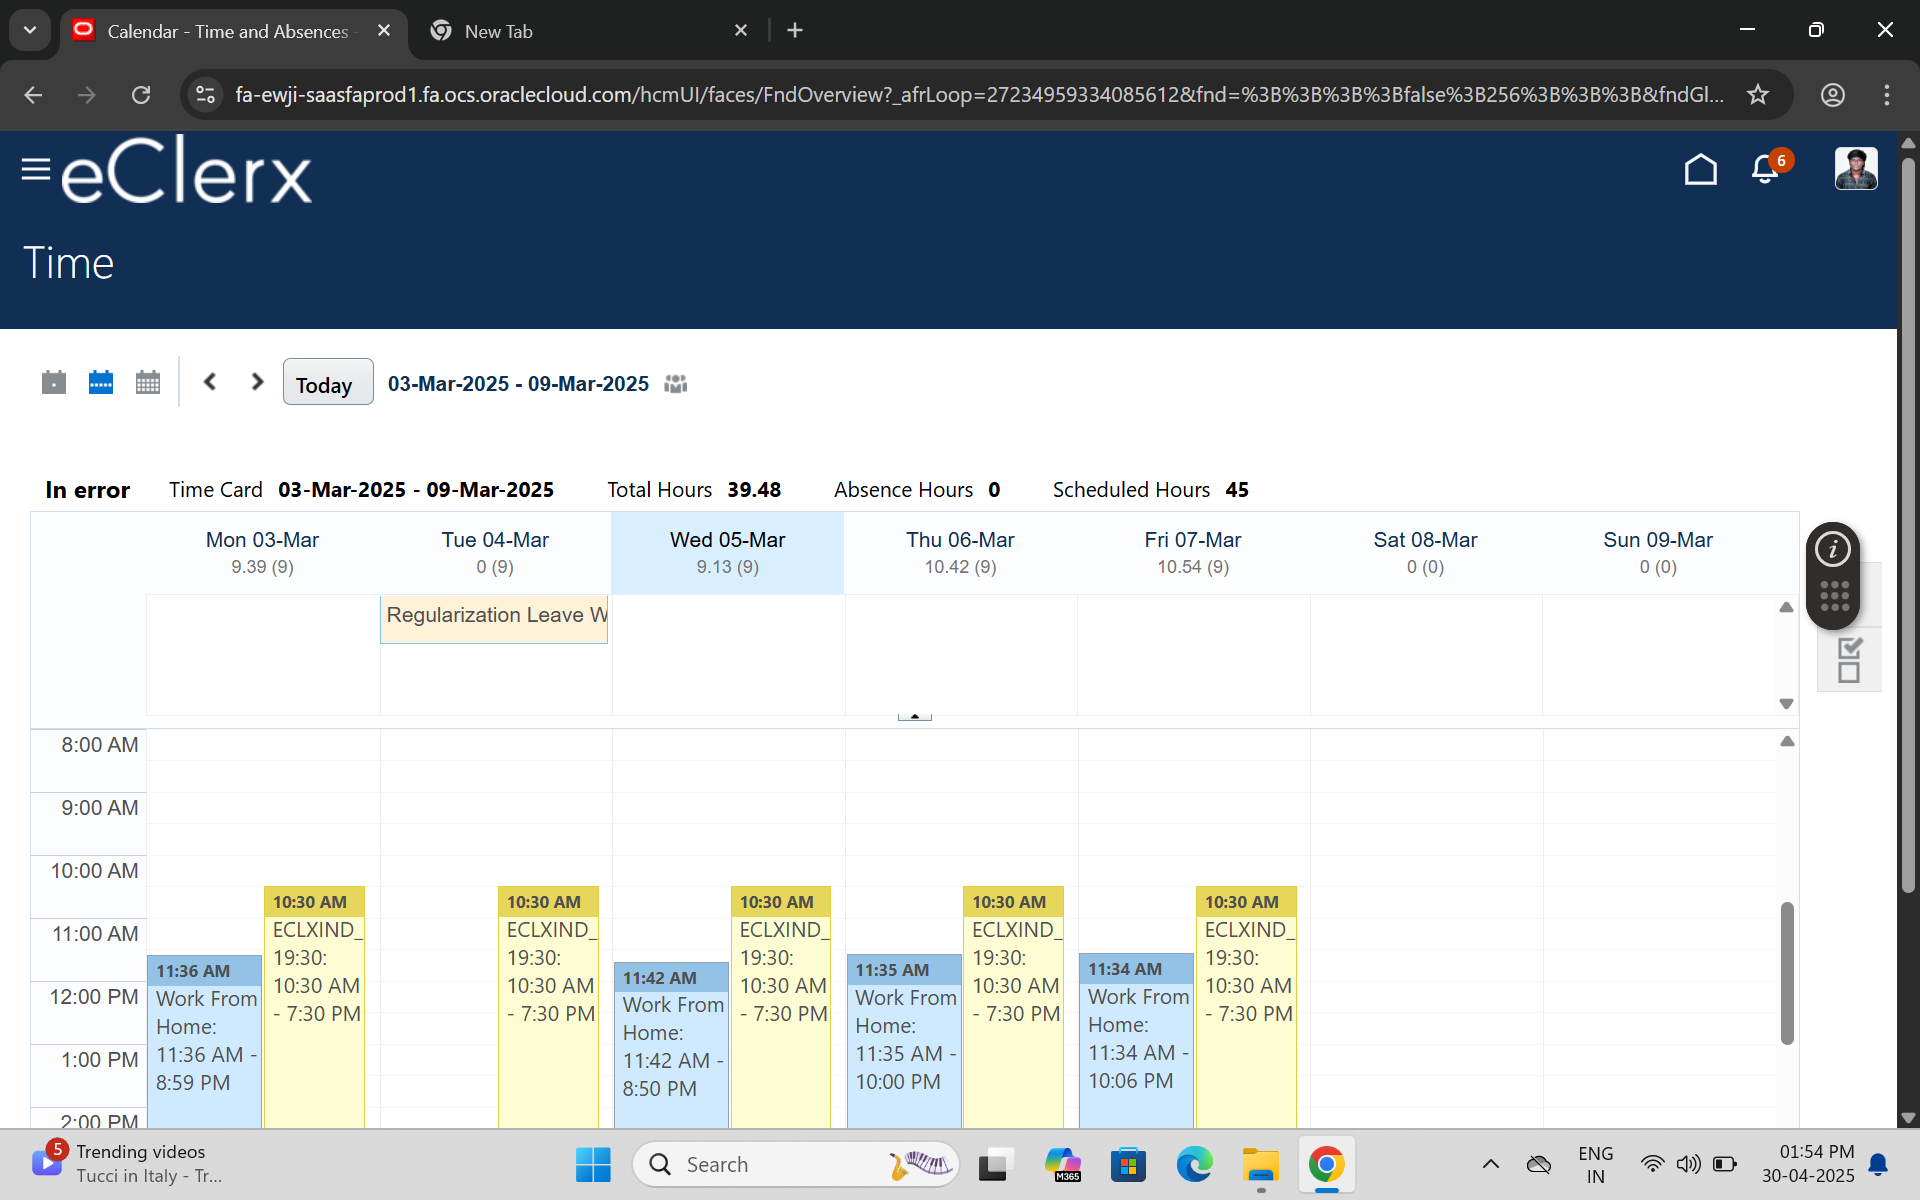 Calendar - Time and Absences -
New Tab
fa-ewji-saasfaprod1.fa.ocs.oraclecloud.com/hcmUI/faces/FndOverview?_afrLoop=27234959334085612&fnd=%3B%3B%3B%3Bfalse%3B256%3B%3B%3B&fndGl...
eClerx
6
Time
Today
03-Mar-2025 - 09-Mar-2025
In error Time Card 03-Mar-2025 - 09-Mar-2025 Total Hours 39.48 Absence Hours 0 Scheduled Hours 45
Mon 03-Mar Tue 04-Mar Wed 05-Mar Thu 06-Mar Fri 07-Mar Sat 08-Mar Sun 09-Mar
9.39 (9) 0 (9) 9.13 (9) 10.42 (9) 10.54 (9) 0 (0) 0 (0)
Regularization Leave W
8:00 AM
9:00 AM
10:00 AM
11:00 AM
12:00 PM
1:00 PM
2:00 PM
11:36 AM
Work From
Home:
11:36 AM -
8:59 PM
10:30 AM
ECLXIND_
19:30:
10:30 AM
- 7:30 PM
10:30 AM
ECLXIND_
19:30:
10:30 AM
- 7:30 PM
11:42 AM
Work From
Home:
11:42 AM -
8:50 PM
10:30 AM
ECLXIND_
19:30:
10:30 AM
- 7:30 PM
11:35 AM
Work From
Home:
11:35 AM -
10:00 PM
10:30 AM
ECLXIND_
19:30:
10:30 AM
- 7:30 PM
11:34 AM
Work From
Home:
11:34 AM -
10:06 PM
10:30 AM
ECLXIND_
19:30:
10:30 AM
- 7:30 PM
5
Trending videos
Tucci in Italy - Tr...
Search
M365
ENG
IN
01:54 PM
30-04-2025